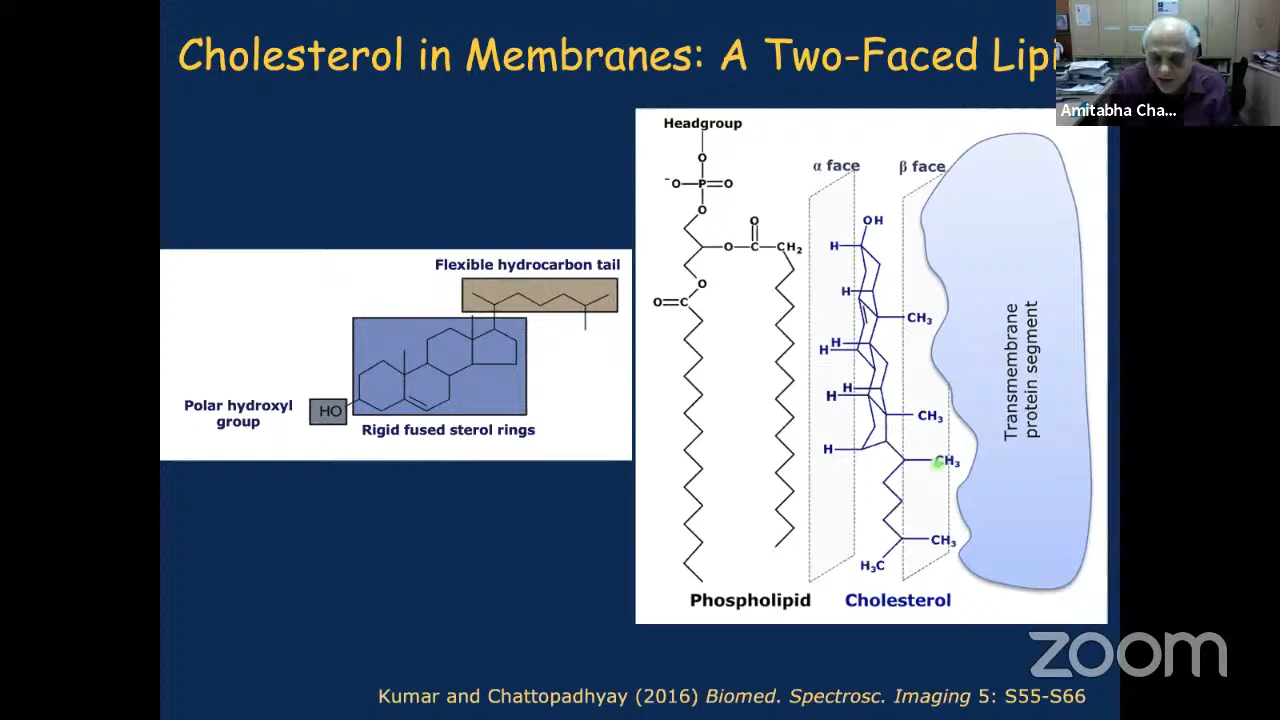 Cholesterol in Membranes: A Two-Faced
Amitabha Cha...
Flexible hydrocarbon tail
Polar hydroxyl
group
HO
Rigid fused sterol rings
Headgroup
O
⁻O P O
O
O
O C CH₂
O
O C
Phospholipid
α face
β face
OH
H
H
CH₃
H
H
H
H
CH₃
H
CH₃
CH₃
H₃C
Cholesterol
Transmembrane
protein segment
zoom
Kumar and Chattopadhyay (2016) Biomed. Spectrosc. Imaging 5: S55-S66